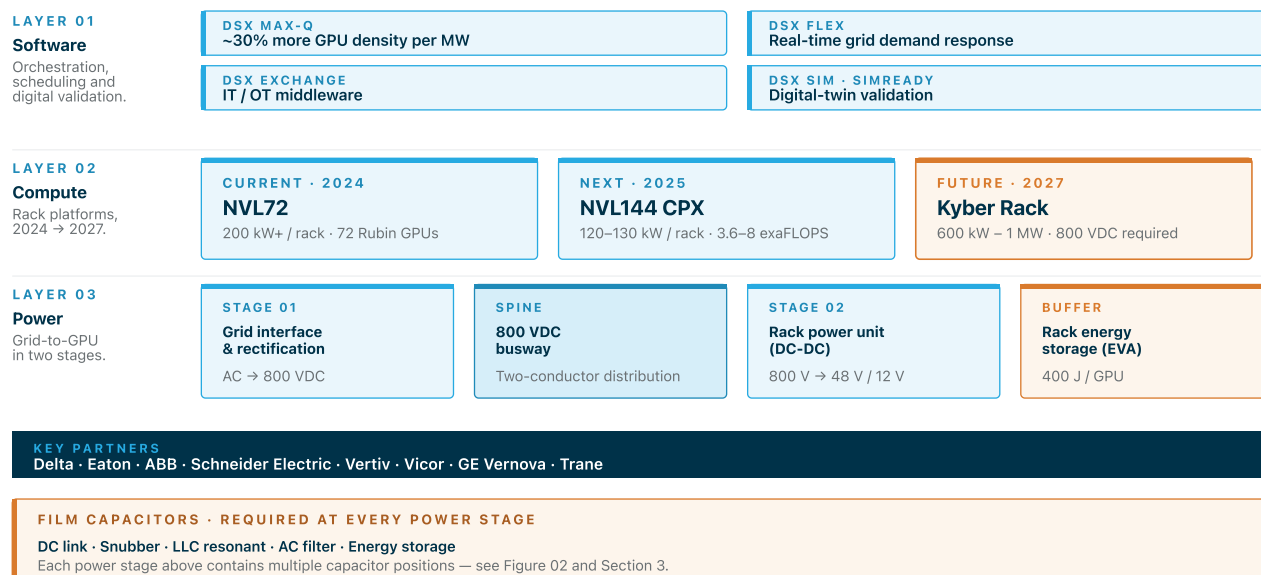 LAYER 01
Software
Orchestration,
scheduling and
digital validation.
DSX MAX-Q
~30% more GPU density per MW
DSX FLEX
Real-time grid demand response
DSX EXCHANGE
IT / OT middleware
DSX SIM · SIMREADY
Digital-twin validation
LAYER 02
Compute
Rack platforms,
2024 → 2027.
CURRENT · 2024
NVL72
200 kW+ / rack · 72 Rubin GPUs
NEXT · 2025
NVL144 CPX
120–130 kW / rack · 3.6–8 exaFLOPS
FUTURE · 2027
Kyber Rack
600 kW – 1 MW · 800 VDC required
LAYER 03
Power
Grid-to-GPU
in two stages.
STAGE 01
Grid interface
& rectification
AC → 800 VDC
SPINE
800 VDC
busway
Two-conductor distribution
STAGE 02
Rack power unit
(DC-DC)
800 V → 48 V / 12 V
BUFFER
Rack energy
storage (EVA)
400 J / GPU
KEY PARTNERS
Delta · Eaton · ABB · Schneider Electric · Vertiv · Vicor · GE Vernova · Trane
FILM CAPACITORS · REQUIRED AT EVERY POWER STAGE
DC link · Snubber · LLC resonant · AC filter · Energy storage
Each power stage above contains multiple capacitor positions — see Figure 02 and Section 3.